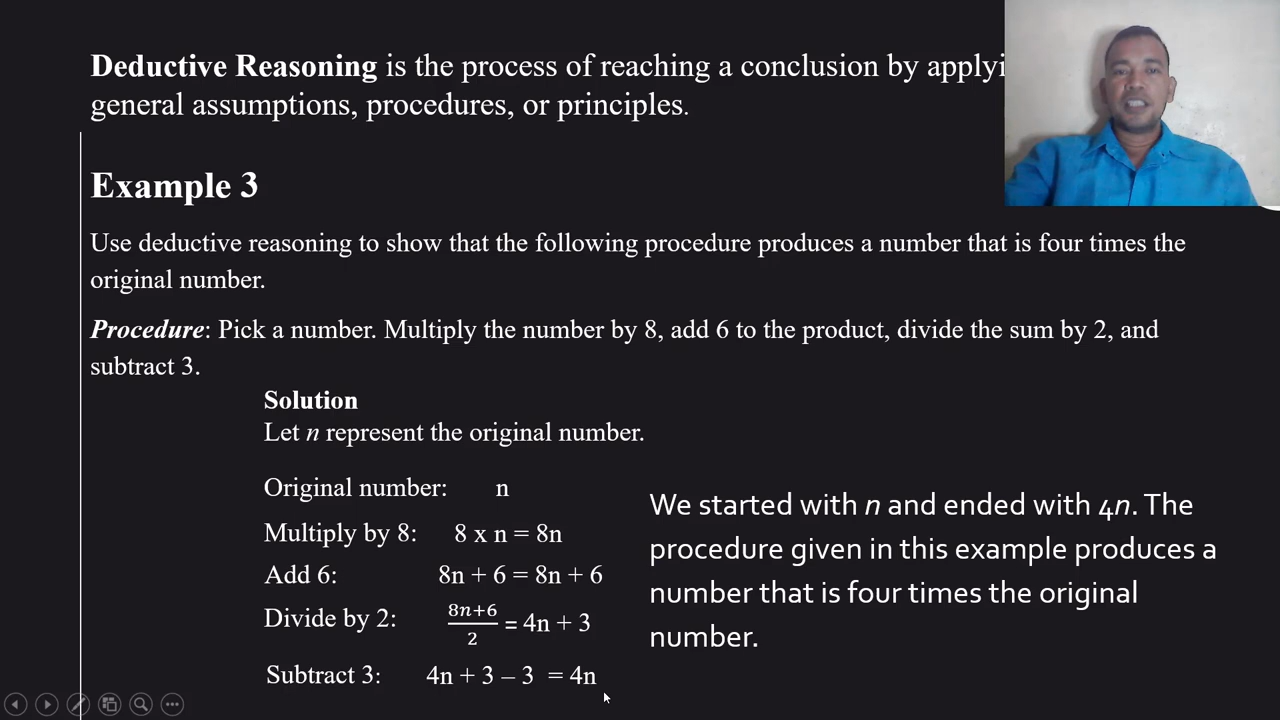 Deductive Reasoning is the process of reaching a conclusion by
general assumptions, procedures, or principles.
Example 3
Use deductive reasoning to show that the following procedure produces a number that is four times the
original number.
Procedure: Pick a number. Multiply the number by 8, add 6 to the product, divide the sum by 2, and
subtract 3.
Solution
Let n represent the original number.
Original number: n
Multiply by 8: 8 x n = 8n
Add 6: 8n + 6 = 8n + 6
Divide by 2: 8n+6/2 = 4n + 3
Subtract 3: 4n + 3 – 3 = 4n
We started with n and ended with 4n. The
procedure given in this example produces a
number that is four times the original
number.